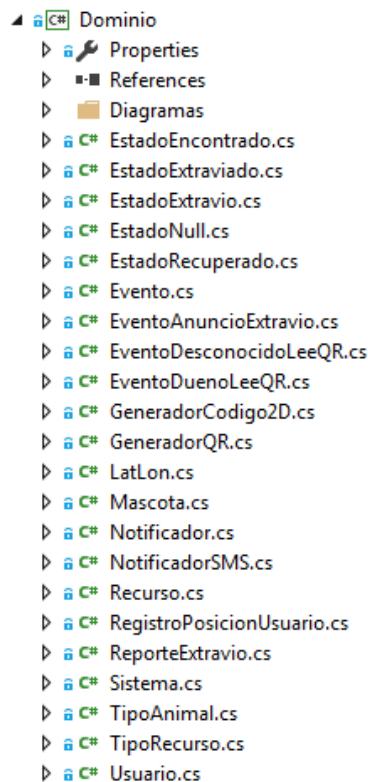 C# Dominio
Properties
References
Diagramas
C# EstadoEncontrado.cs
C# EstadoExtraviado.cs
C# EstadoExtravio.cs
C# EstadoNull.cs
C# EstadoRecuperado.cs
C# Evento.cs
C# EventoAnuncioExtravio.cs
C# EventoDesconocidoLeeQR.cs
C# EventoDuenoLeeQR.cs
C# GeneradorCodigo2D.cs
C# GeneradorQR.cs
C# LatLon.cs
C# Mascota.cs
C# Notificador.cs
C# NotificadorSMS.cs
C# Recurso.cs
C# RegistroPosicionUsuario.cs
C# ReporteExtravio.cs
C# Sistema.cs
C# TipoAnimal.cs
C# TipoRecurso.cs
C# Usuario.cs